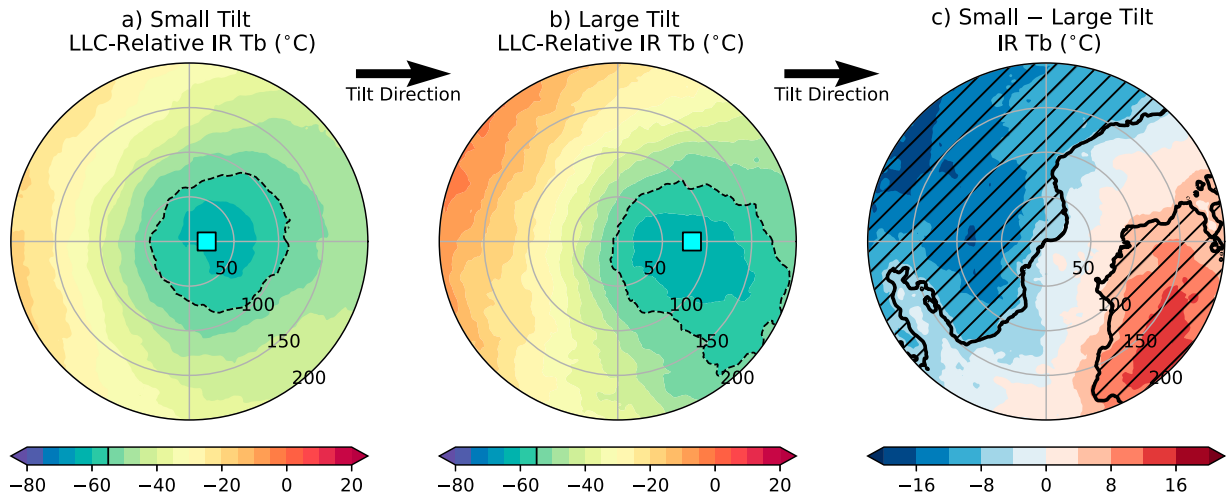 a) Small Tilt
LLC-Relative IR Tb (°C)
Tilt Direction
b) Large Tilt
LLC-Relative IR Tb (°C)
Tilt Direction
c) Small − Large Tilt
IR Tb (°C)
50
100
150
200
50
100
150
200
50
100
150
200
−80 −60 −40 −20 0 20
−80 −60 −40 −20 0 20
−16 −8 0 8 16